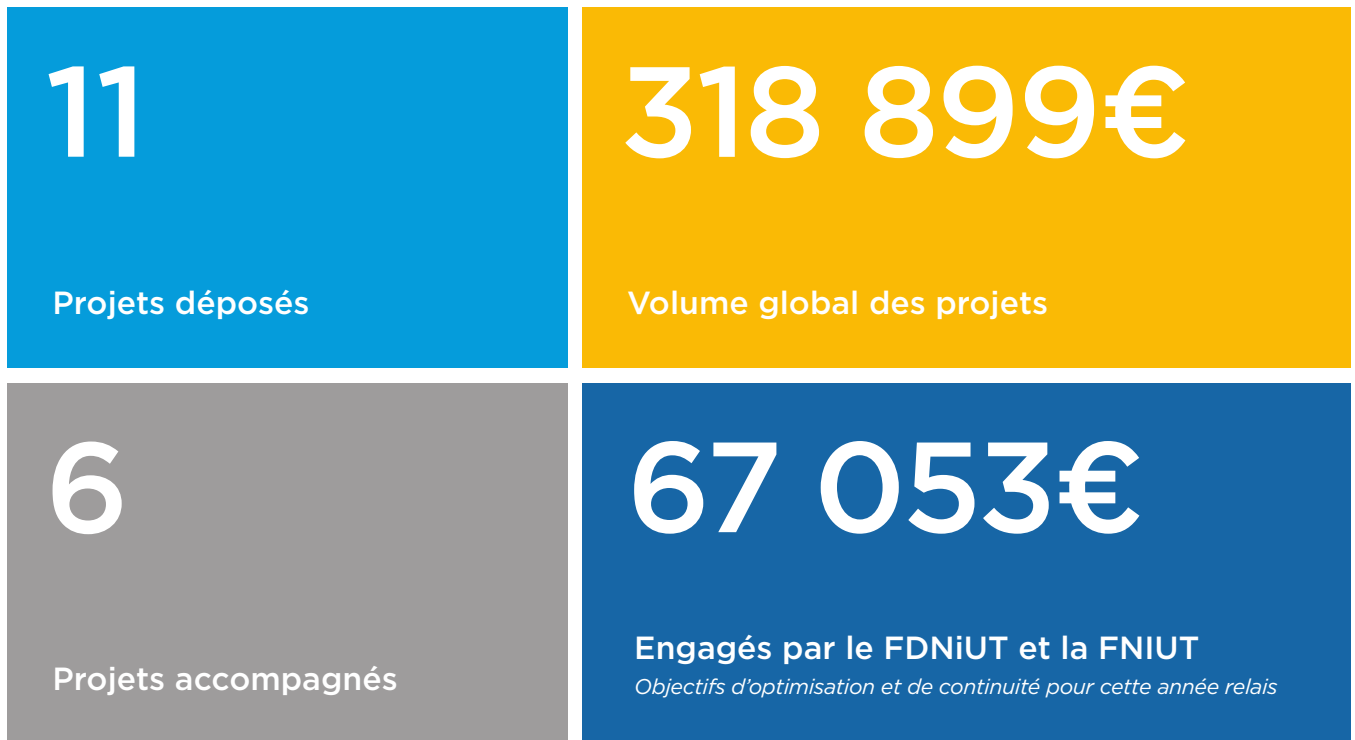 11
Projets déposés
318 899€
Volume global des projets
6
Projets accompagnés
67 053€
Engagés par le FDNiUT et la FNIUT
Objectifs d’optimisation et de continuité pour cette année relais